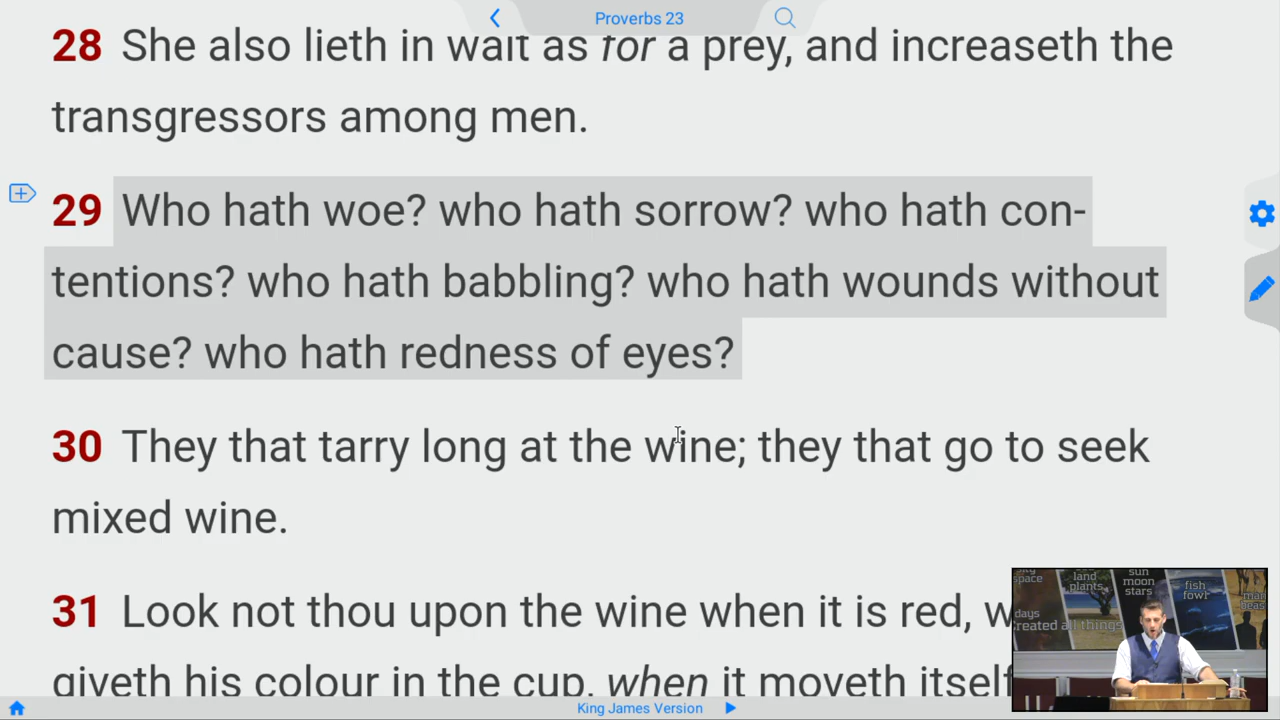 Proverbs 23
28 She also lieth in wait as for a prey, and increaseth the
transgressors among men.
29 Who hath woe? who hath sorrow? who hath con-
tentions? who hath babbling? who hath wounds without
cause? who hath redness of eyes?
30 They that tarry long at the wine; they that go to seek
mixed wine.
31 Look not thou upon the wine when it is red, w
giveth his colour in the cup, when it moveth itself
space
land
plants
sun
moon
stars
fish
fowl
man
beas
days
reated all things
King James Version